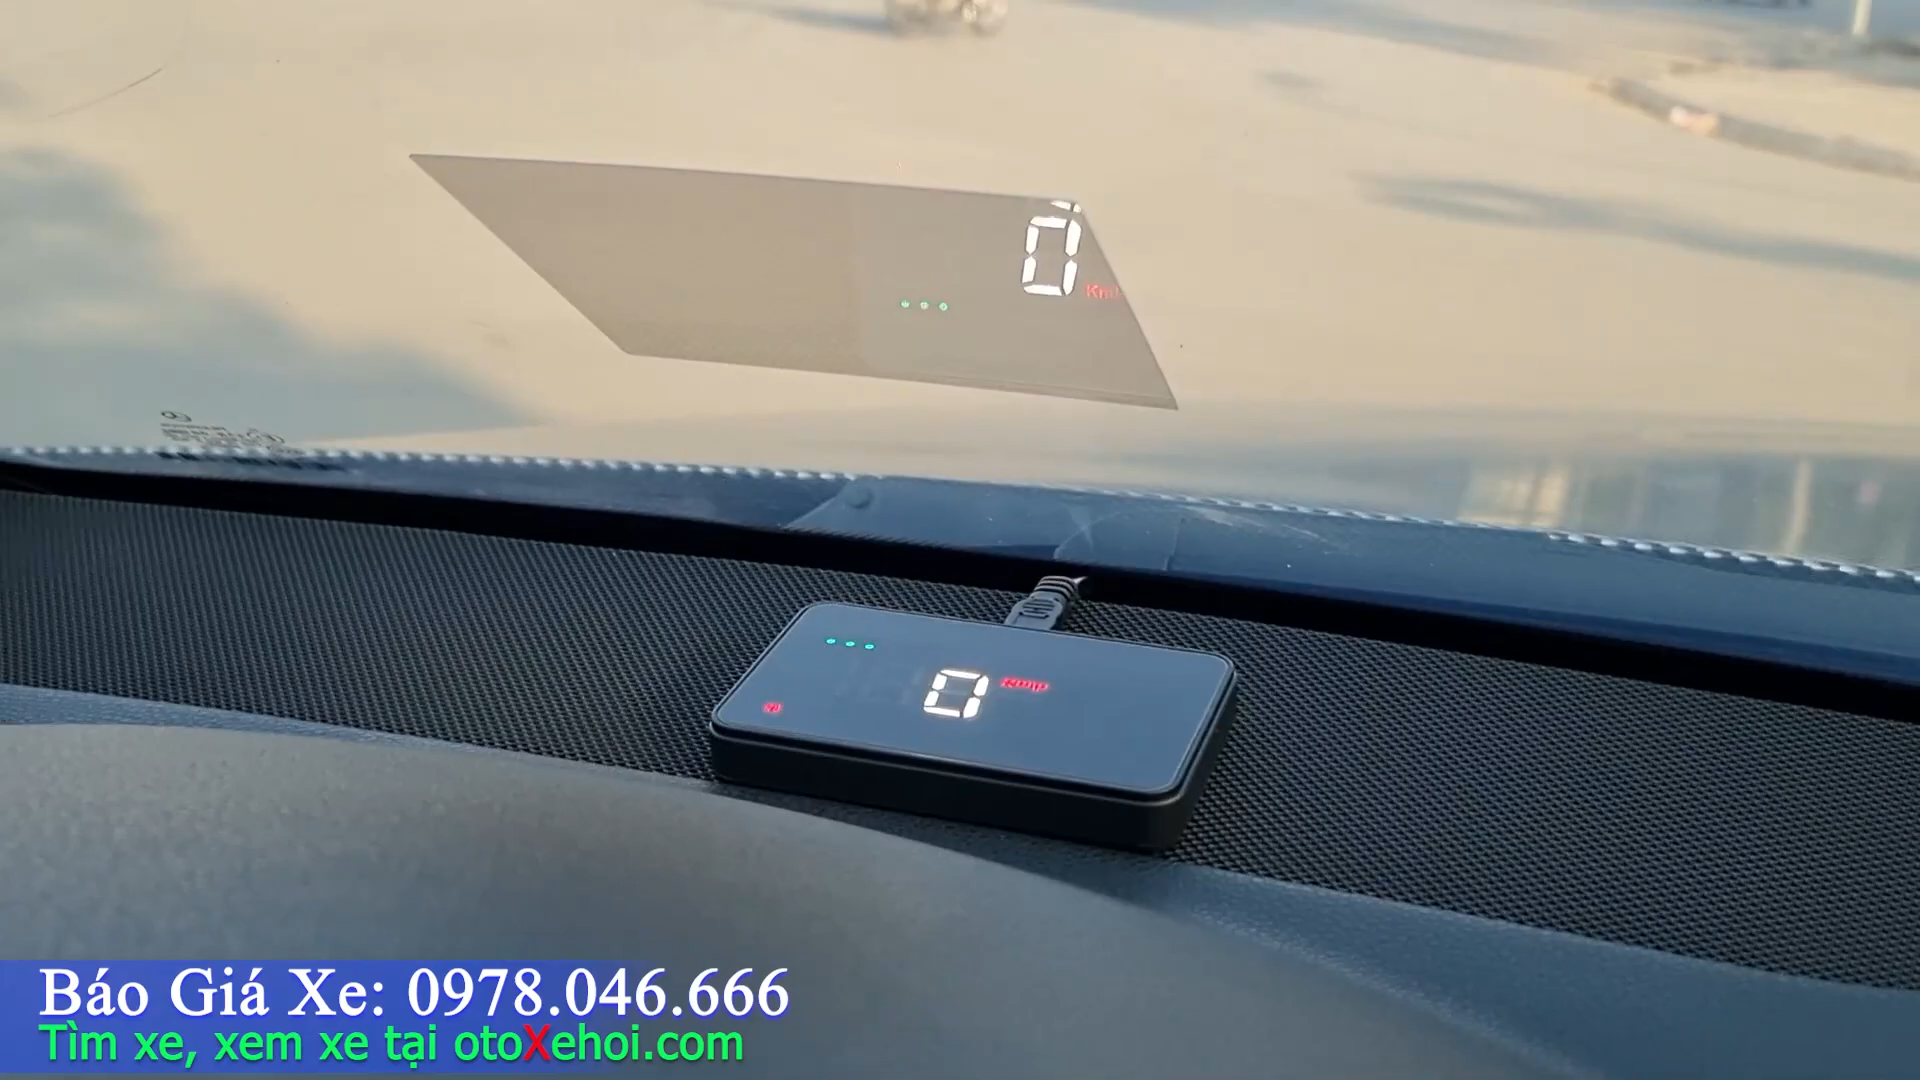 0
Km/
0
Báo Giá Xe: 0978.046.666
Tìm xe, xem xe tại otoXehoi.com